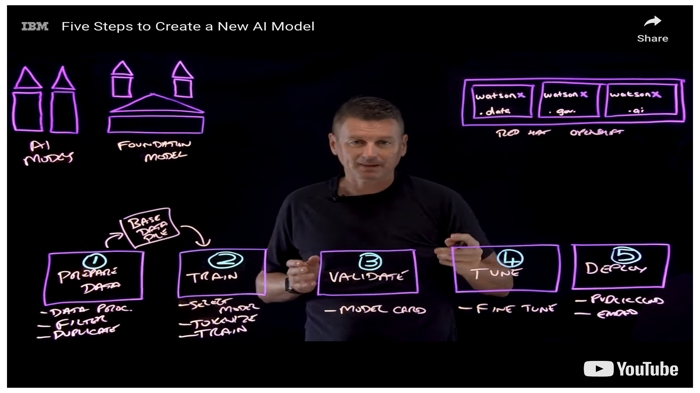 IBM
Five Steps to Create a New AI Model
Share
AI
MODELS
FOUNDATION
MODEL
watsonx
.data
watsonx
.gov.
watsonx
.ai
RED HAT OPENSHIFT
BASE
DATA
PILE
1
PREPARE
DATA
- DATA PROC.
- FILTER
- DUPLICATE
2
TRAIN
- SELECT
MODEL
- TOKENIZE
- TRAIN
3
VALIDATE
- MODEL CARD
4
TUNE
- FINE TUNE
5
DEPLOY
- PUBLIC CLOUD
- EMBED
YouTube